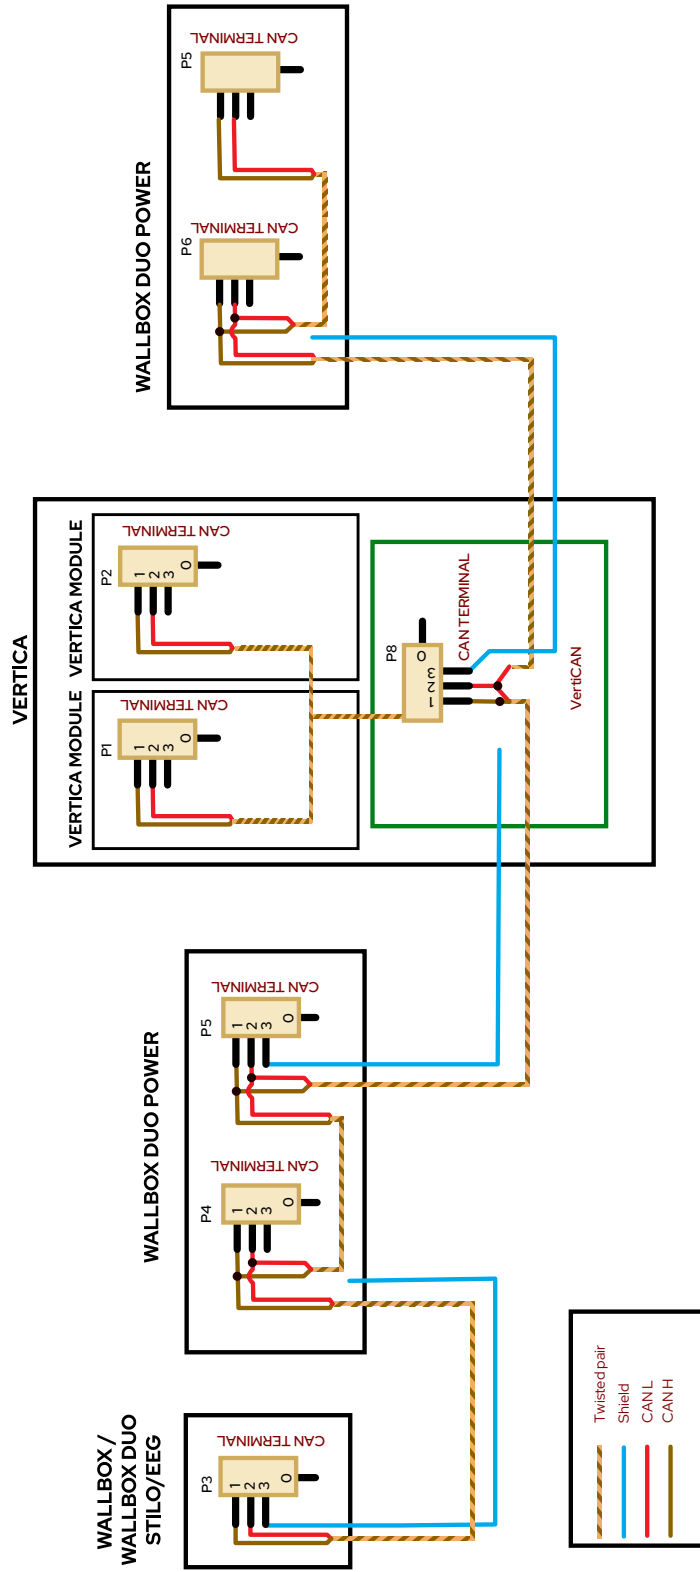 WALLBOX /
WALLBOX DUO
STILO/EEG
P3
1
2
3
0
CAN TERMINAL
WALLBOX DUO POWER
P4
1
2
3
0
CAN TERMINAL
P5
1
2
3
0
CAN TERMINAL
VERTICA
VERTICA MODULE
P1
1
2
3
0
CAN TERMINAL
VERTICA MODULE
P2
1
2
3
0
CAN TERMINAL
P8
1
2
3
0
CAN TERMINAL
VertiCAN
WALLBOX DUO POWER
P6
CAN TERMINAL
P5
CAN TERMINAL
Twisted pair
Shield
CAN L
CAN H